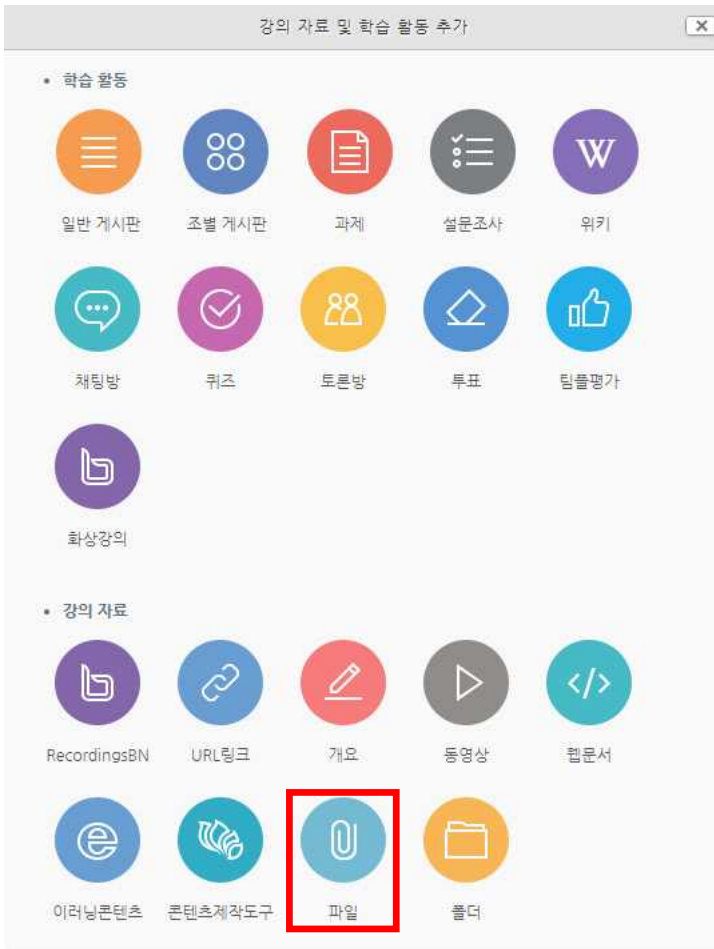 강의 자료 및 학습 활동 추가
• 학습 활동
일반 게시판 조별 게시판 과제 설문조사 위키
채팅방 퀴즈 토론방 투표 팀플평가
화상강의
• 강의 자료
RecordingsBN URL링크 개요 동영상 웹문서
이러닝콘텐츠 콘텐츠제작도구 파일 폴더